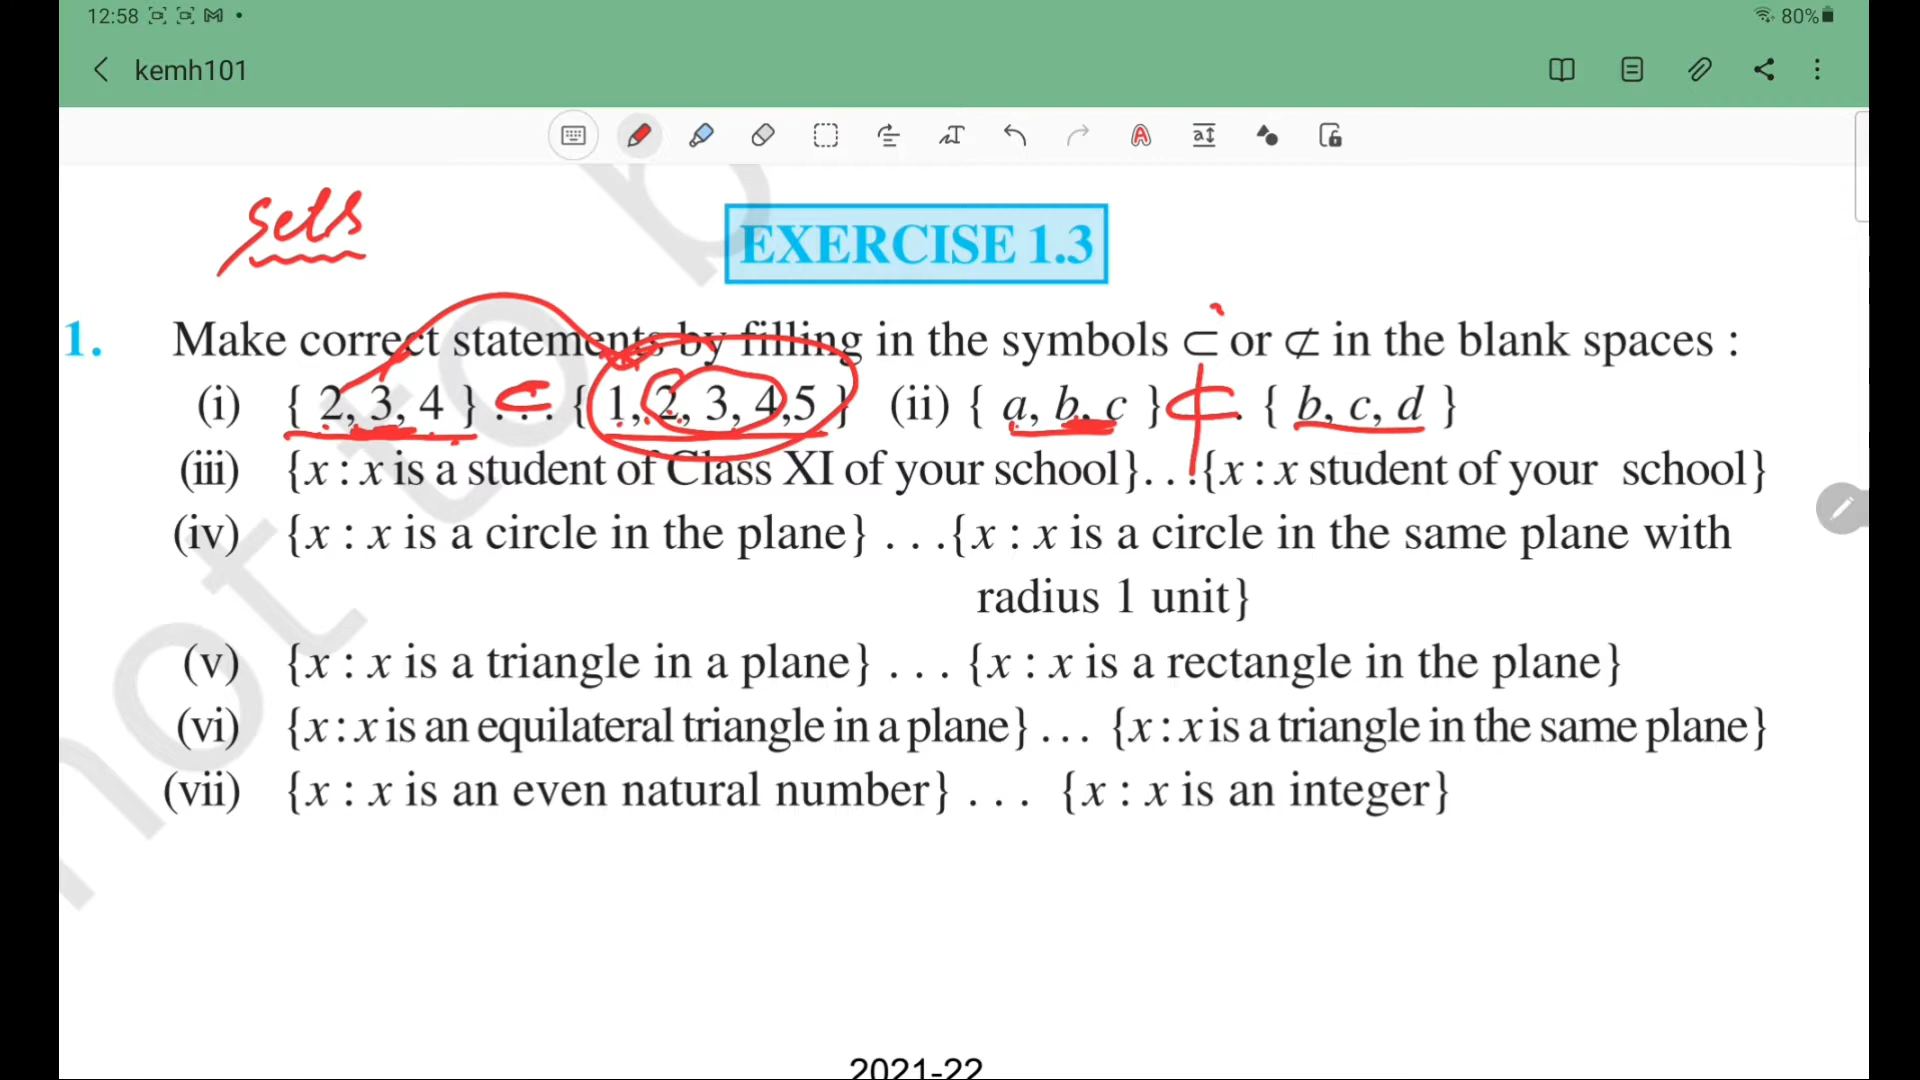 12:58 80%
kemh101
sets
EXERCISE 1.3
1. Make correct statements by filling in the symbols ⊂ or ⊄ in the blank spaces :
(i) { 2, 3, 4 } . ⊂ . { 1, 2, 3, 4,5 } (ii) { a, b, c } ⊄ . { b, c, d }
(iii) {x : x is a student of Class XI of your school}. . .{x : x student of your school}
(iv) {x : x is a circle in the plane} . . .{x : x is a circle in the same plane with
radius 1 unit}
(v) {x : x is a triangle in a plane} . . . {x : x is a rectangle in the plane}
(vi) {x : x is an equilateral triangle in a plane} . . . {x : x is a triangle in the same plane}
(vii) {x : x is an even natural number} . . . {x : x is an integer}
not to b
2021-22